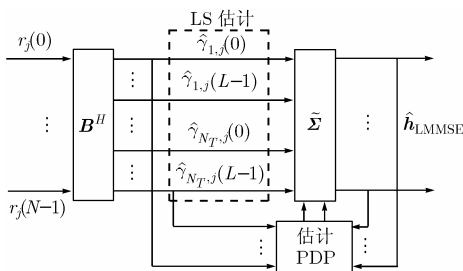 LS 估计
r_j(0)
γ̂_{1,j}(0)
γ̂_{1,j}(L−1)
B^H
Σ̃
ĥ_LMMSE
γ̂_{N_T,j}(0)
γ̂_{N_T,j}(L−1)
r_j(N−1)
估计
PDP